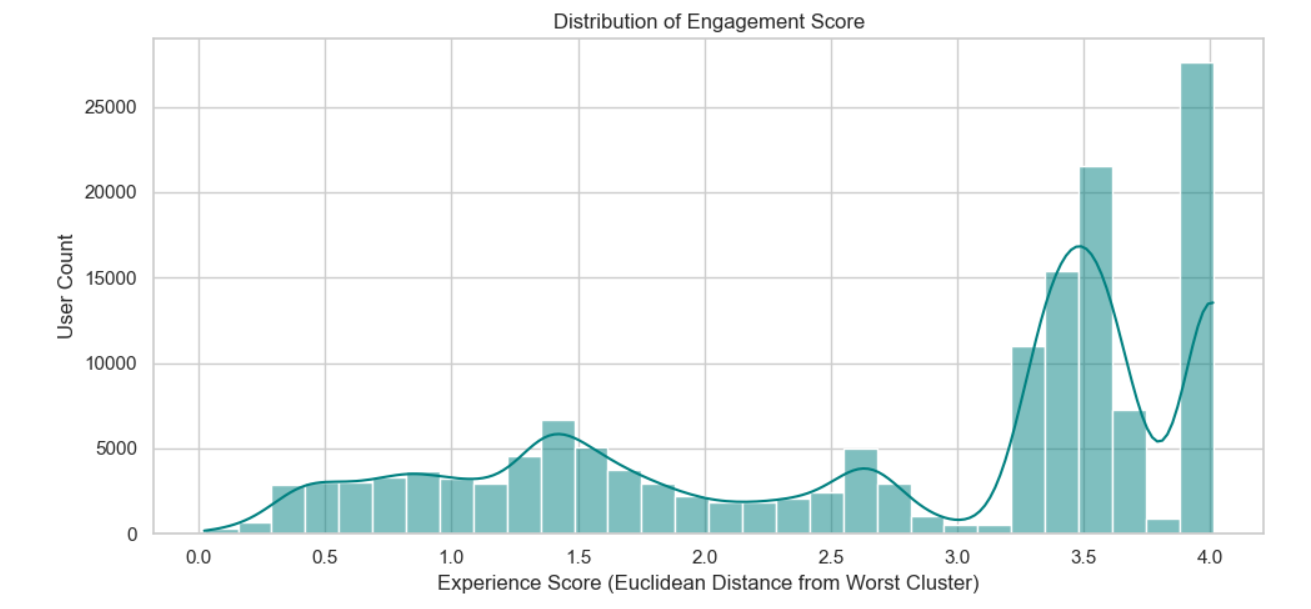 Distribution of Engagement Score
25000
20000
15000
10000
5000
0
User Count
0.0 0.5 1.0 1.5 2.0 2.5 3.0 3.5 4.0
Experience Score (Euclidean Distance from Worst Cluster)